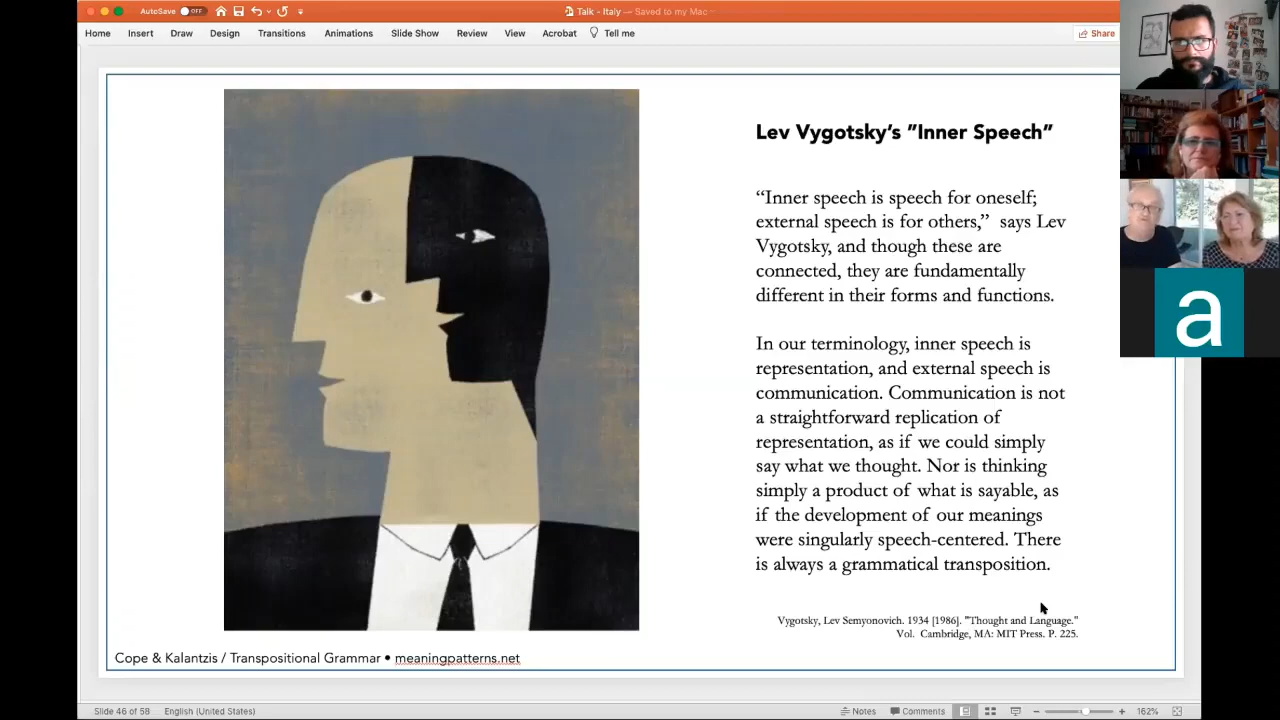 AutoSave OFF
Talk - Italy — Saved to my Mac
Home Insert Draw Design Transitions Animations Slide Show Review View Acrobat Tell me
Share
Lev Vygotsky’s ”Inner Speech”
“Inner speech is speech for oneself;
external speech is for others,” says Lev
Vygotsky, and though these are
connected, they are fundamentally
different in their forms and functions.
In our terminology, inner speech is
representation, and external speech is
communication. Communication is not
a straightforward replication of
representation, as if we could simply
say what we thought. Nor is thinking
simply a product of what is sayable, as
if the development of our meanings
were singularly speech-centered. There
is always a grammatical transposition.
Vygotsky, Lev Semyonovich. 1934 [1986]. "Thought and Language."
Vol. Cambridge, MA: MIT Press. P. 225.
Cope & Kalantzis / Transpositional Grammar • meaningpatterns.net
a
Slide 46 of 58 English (United States) Notes Comments 162%